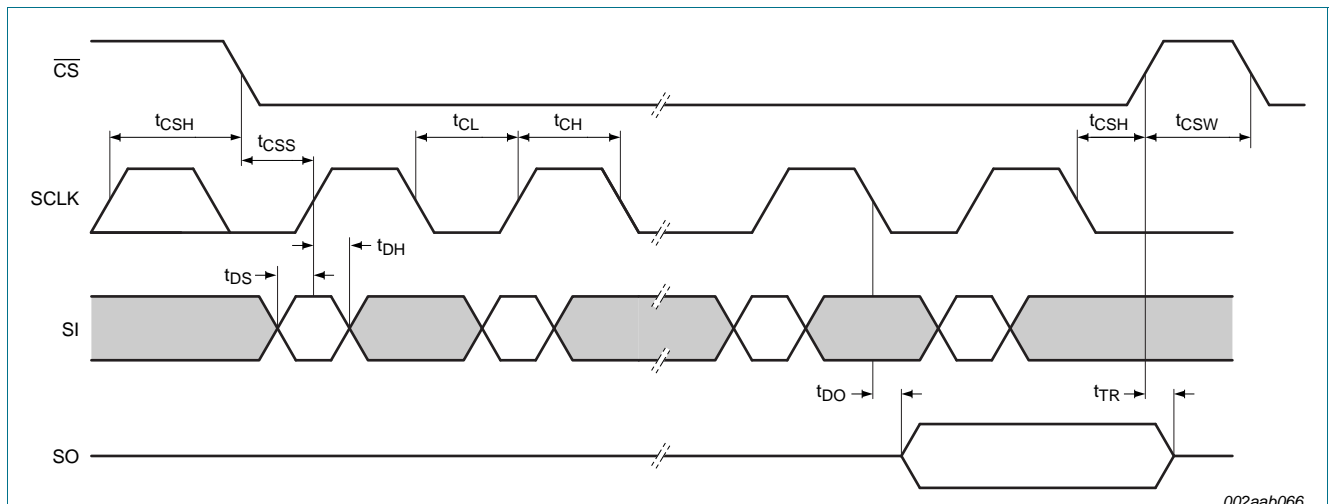 CS
tCSH
tCSS
tCL
tCH
tCSH
tCSW
SCLK
tDH
tDS
SI
tDO
tTR
SO
002aab066